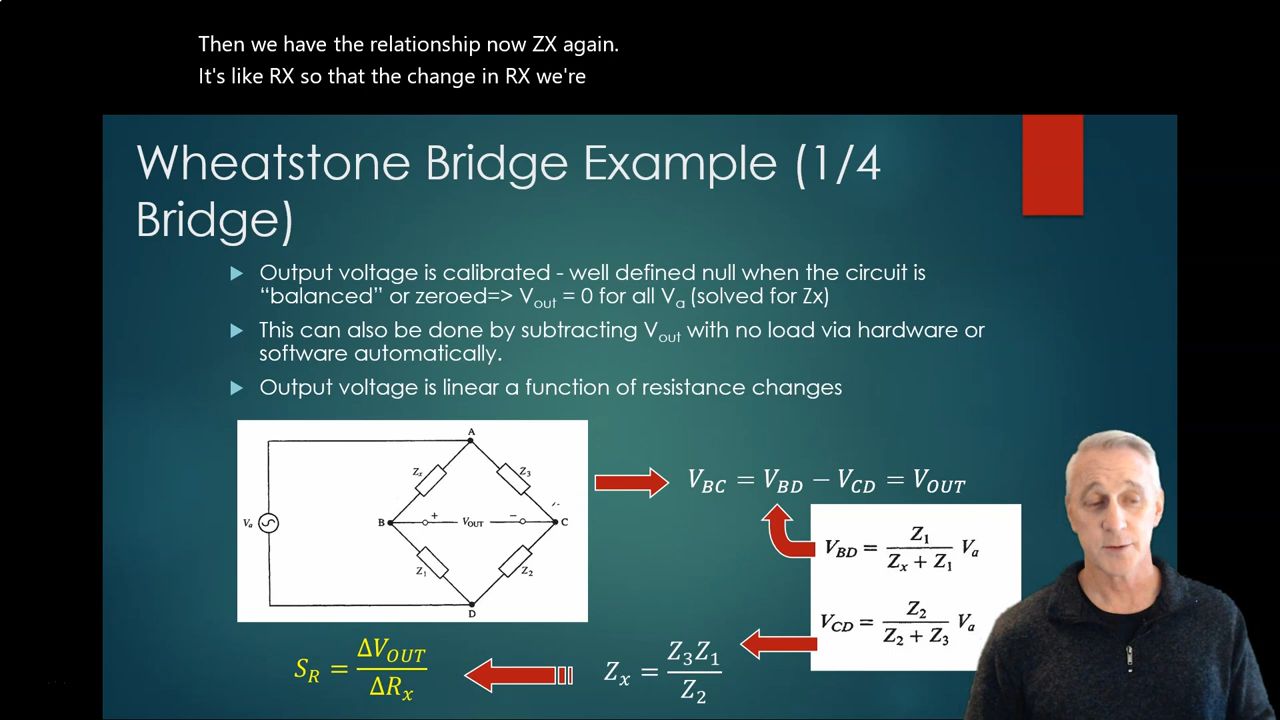 Then we have the relationship now ZX again.
It's like RX so that the change in RX we're
Wheatstone Bridge Example (1/4
Bridge)
Output voltage is calibrated - well defined null when the circuit is
“balanced” or zeroed=> Vout = 0 for all Va (solved for Zx)
This can also be done by subtracting Vout with no load via hardware or
software automatically.
Output voltage is linear a function of resistance changes
A
Zx
Z3
Va
B
+
VOUT
−
C
Z1
Z2
D
VBC = VBD − VCD = VOUT
VBD = Z1 / (Zx + Z1) Va
VCD = Z2 / (Z2 + Z3) Va
SR = ΔVOUT / ΔRx
Zx = Z3Z1 / Z2